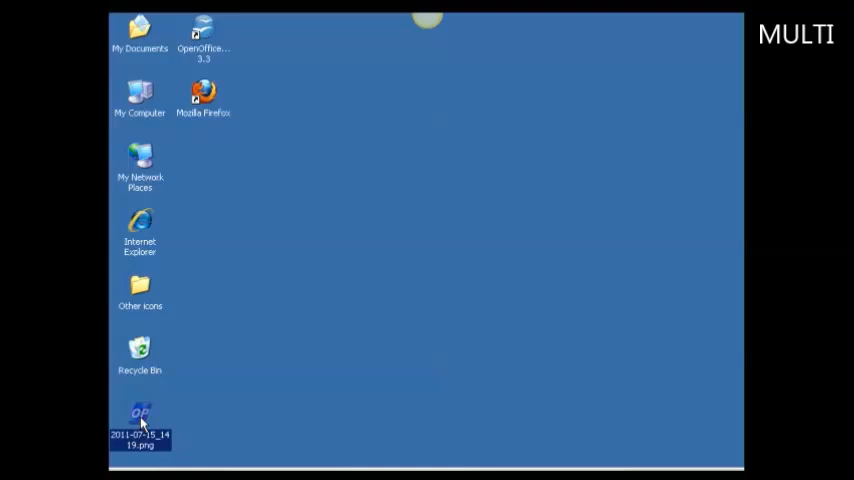 MULTI
My Documents
OpenOffice...
3.3
My Computer
Mozilla Firefox
My Network
Places
Internet
Explorer
Other icons
Recycle Bin
OP
2011-07-15_14
19.png